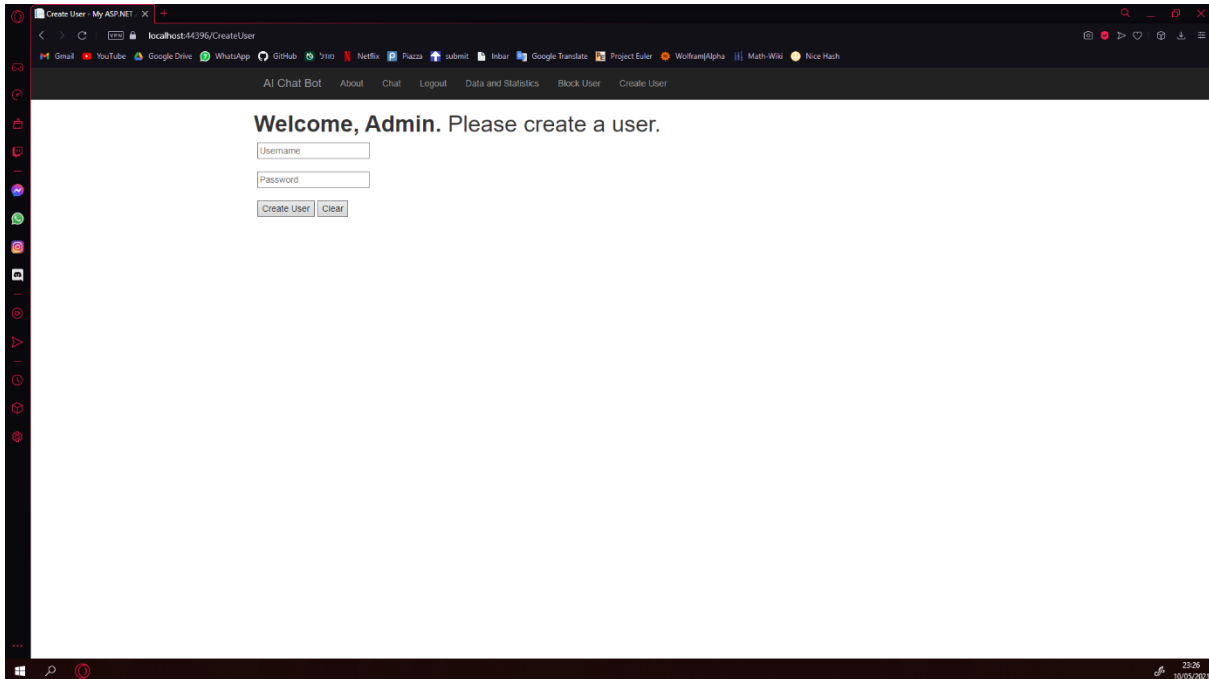 Create User - My ASP.NET
VPN localhost:44396/CreateUser
Gmail YouTube Google Drive WhatsApp GitHub מודל Netflix Piazza submit Inbar Google Translate Project Euler Wolfram|Alpha Math-Wiki Nice Hash
AI Chat Bot About Chat Logout Data and Statistics Block User Create User
Welcome, Admin. Please create a user.
Username
Password
Create User Clear
23:26
10/05/2021